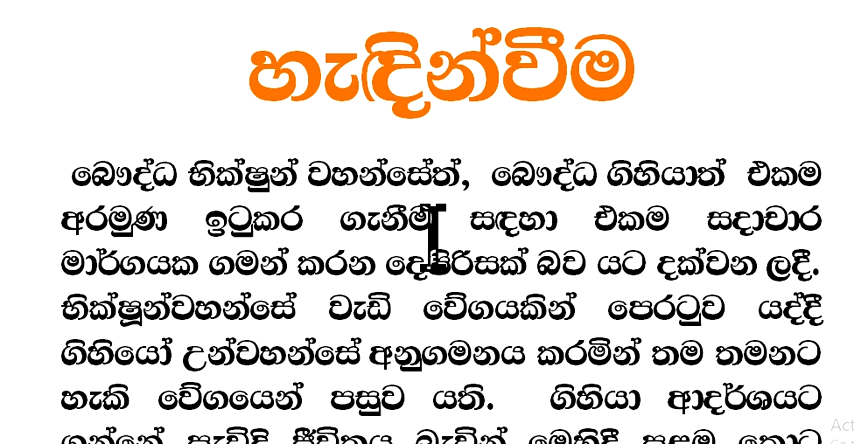 හැඳින්වීම
බෞද්ධ භික්ෂුන් වහන්සේත්, බෞද්ධ ගිහියාත් එකම
අරමුණ ඉටුකර ගැනීම සඳහා එකම සදාචාර
මාර්ගයක ගමන් කරන දෙපිරිසක් බව යට දක්වන ලදී.
භික්ෂූන්වහන්සේ වැඩි වේගයකින් පෙරටුව යද්දී
ගිහියෝ උන්වහන්සේ අනුගමනය කරමින් තම තමනට
හැකි වේගයෙන් පසුව යති. ගිහියා ආදර්ශයට
Act